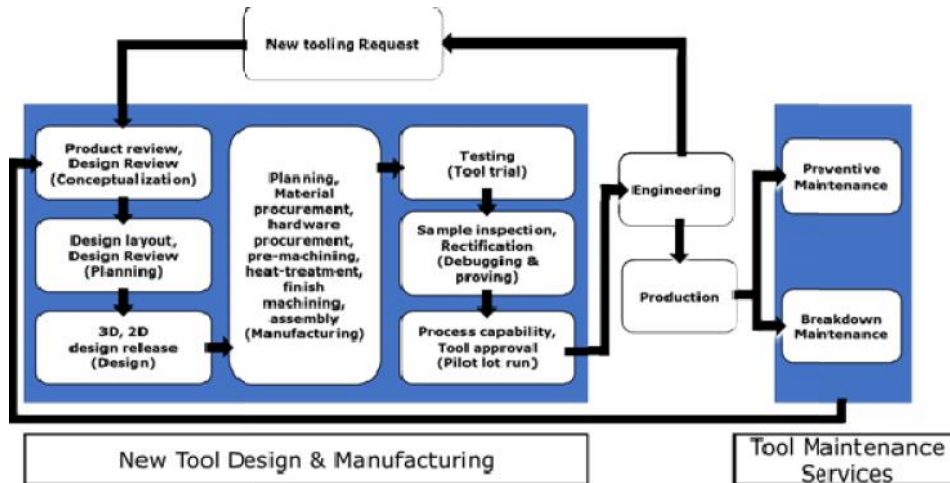 New tooling Request
Product review,
Design Review
(Conceptualization)
Design layout,
Design Review
(Planning)
3D, 2D
design release
(Design)
Planning,
Material
procurement,
hardware
procurement,
pre-machining,
heat-treatment,
finish
machining,
assembly
(Manufacturing)
Testing
(Tool trial)
Sample inspection,
Rectification
(Debugging &
proving)
Process capability,
Tool approval
(Pilot lot run)
Engineering
Production
Preventive
Maintenance
Breakdown
Maintenance
New Tool Design & Manufacturing
Tool Maintenance
Services